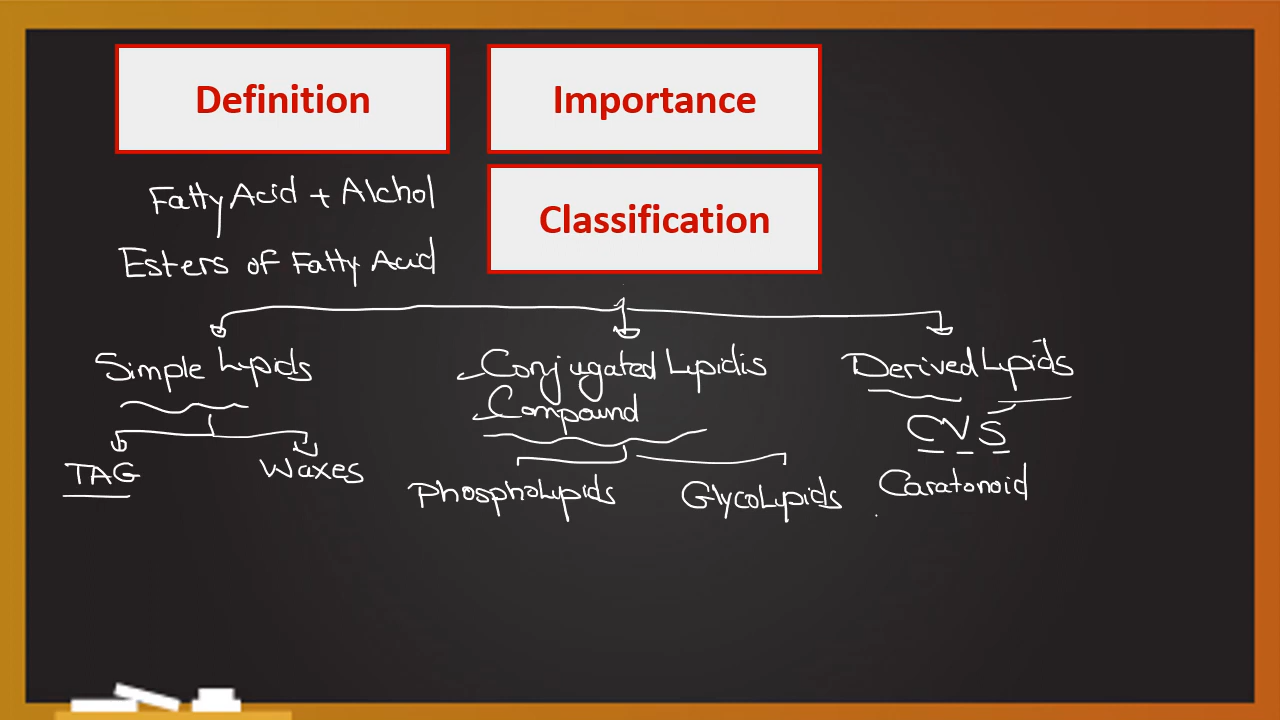 Definition
Importance
Fatty Acid + Alchol
Classification
Esters of Fatty Acid
Simple Lipids
Conjugated Lipidis
Compound
Derived Lipids
CVS
TAG
Waxes
Phospholipids
Glycolipids
Caratonoid